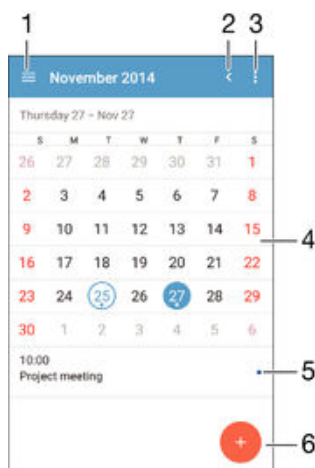 1 2 3
November 2014
Thursday 27 – Nov 27
S M T W T F S
26 27 28 29 30 31 1
2 3 4 5 6 7 8
9 10 11 12 13 14 15
4
16 17 18 19 20 21 22
23 24 25 26 27 28 29
30 1 2 3 4 5 6
10:00
5
Project meeting
+
6